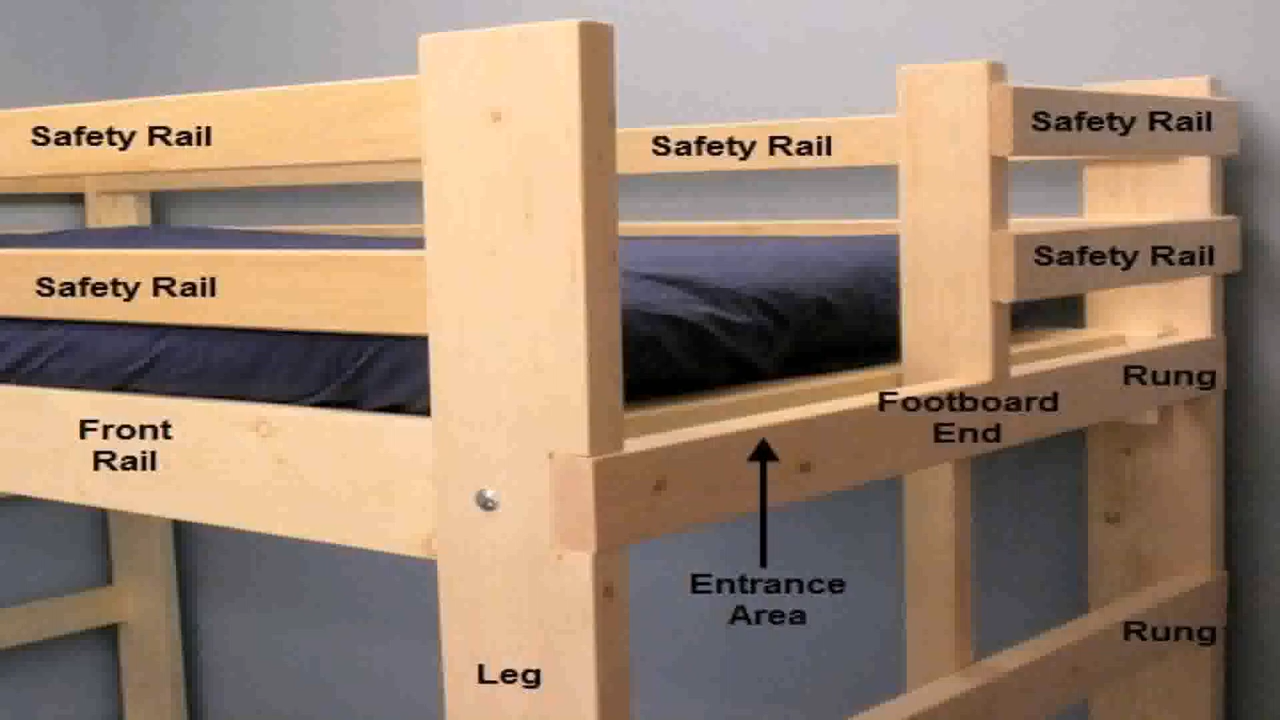 Safety Rail
Safety Rail
Safety Rail
Safety Rail
Safety Rail
Front
Rail
Footboard
End
Rung
Entrance
Area
Rung
Leg